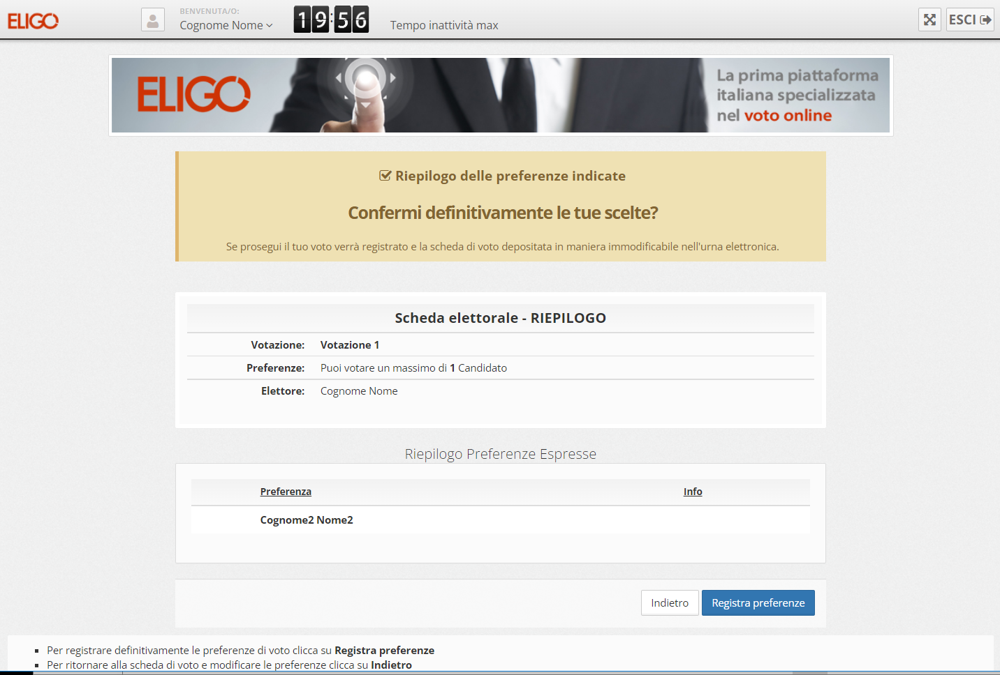 ELIGO
BENVENUTA/O:
Cognome Nome
19:56
Tempo inattività max
ESCI
ELIGO
La prima piattaforma
italiana specializzata
nel voto online
Riepilogo delle preferenze indicate
Confermi definitivamente le tue scelte?
Se prosegui il tuo voto verrà registrato e la scheda di voto depositata in maniera immodificabile nell'urna elettronica.
Scheda elettorale - RIEPILOGO
Votazione: Votazione 1
Preferenze: Puoi votare un massimo di 1 Candidato
Elettore: Cognome Nome
Riepilogo Preferenze Espresse
Preferenza Info
Cognome2 Nome2
Indietro Registra preferenze
Per registrare definitivamente le preferenze di voto clicca su Registra preferenze
Per ritornare alla scheda di voto e modificare le preferenze clicca su Indietro